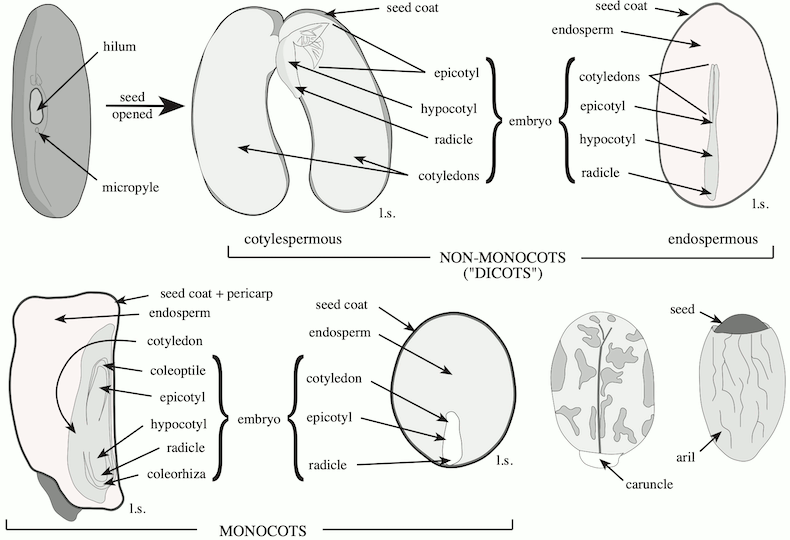 hilum
seed
opened
micropyle
seed coat
epicotyl
hypocotyl
radicle
cotyledons
l.s.
embryo
seed coat
endosperm
cotyledons
epicotyl
hypocotyl
radicle
l.s.
cotylespermous
endospermous
NON-MONOCOTS
("DICOTS")
seed coat + pericarp
endosperm
cotyledon
coleoptile
epicotyl
hypocotyl
radicle
coleorhiza
l.s.
embryo
seed coat
endosperm
cotyledon
epicotyl
radicle
l.s.
MONOCOTS
caruncle
seed
aril